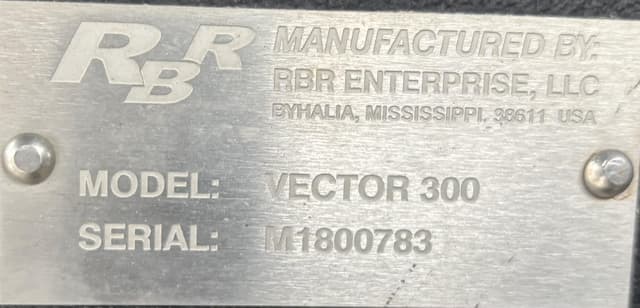 RBR
MANUFACTURED BY:
RBR ENTERPRISE, LLC
BYHALIA, MISSISSIPPI, 38611 USA
MODEL: VECTOR 300
SERIAL: M1800783